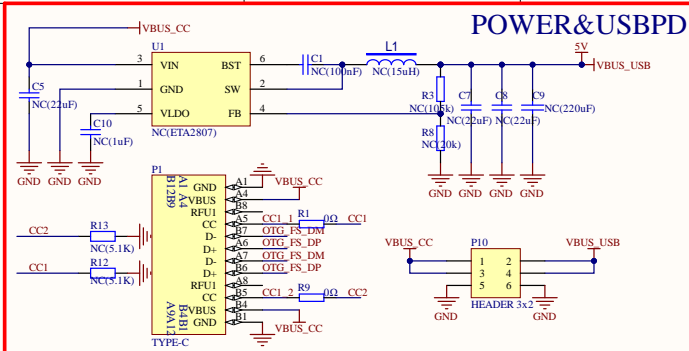 POWER&USBPD
VBUS_CC
U1
3 VIN BST 6
1 GND SW 2
5 VLDO FB 4
NC(ETA2807)
C5
NC(22uF)
C10
NC(1uF)
GND
GND
GND
C1
NC(100nF)
L1
NC(15uH)
5V
VBUS_USB
R3
NC(105k)
R8
NC(20k)
C7
NC(22uF)
C8
NC(22uF)
C9
NC(220uF)
GND
GND
GND
GND
P1
A1 A4
B12B9
GND A1
VBUS A4
RFU1 B8
CC A5
D- B7
D+ A6
D- A7
D+ B6
RFU1 A8
CC B5
VBUS B4
GND B1
B4B1
A9A12
TYPE-C
GND
VBUS_CC
CC1_1 R1 0Ω CC1
OTG_FS_DM
OTG_FS_DP
OTG_FS_DM
OTG_FS_DP
CC1_2 R9 0Ω CC2
VBUS_CC
GND
CC2 R13
NC(5.1K)
CC1 R12
NC(5.1K)
P10
VBUS_CC
VBUS_USB
1 2
3 4
5 6
HEADER 3x2
GND
GND